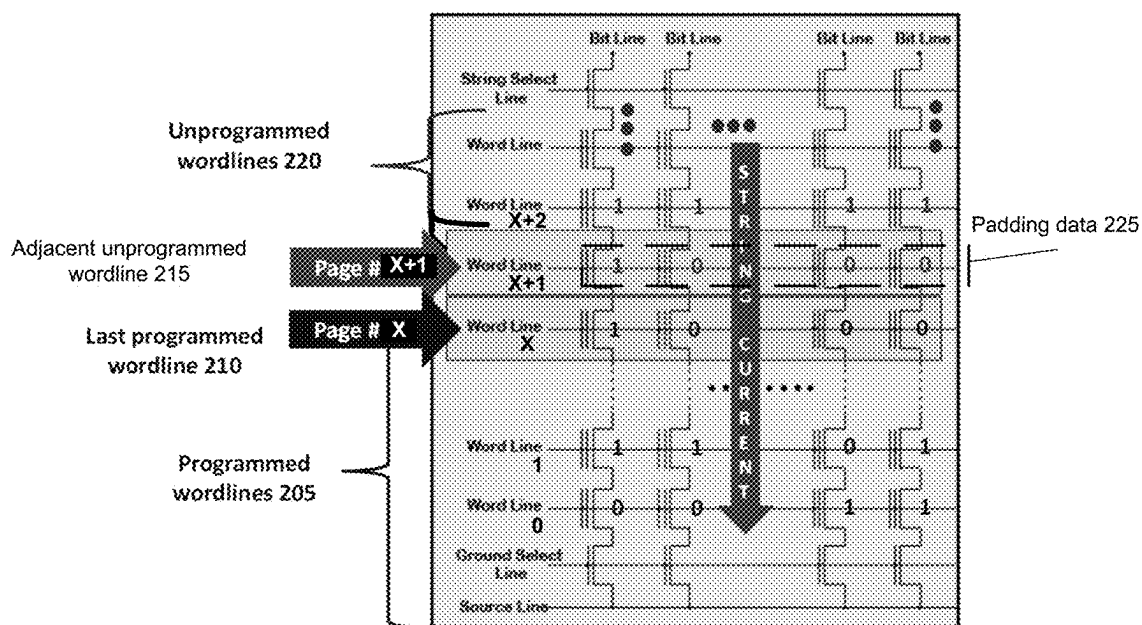 Bit Line Bit Line Bit Line Bit Line
String Select
Line
Unprogrammed
wordlines 220
Word Line
Word Line
X+2
1 1 1 1
Padding data 225
Adjacent unprogrammed
wordline 215
Page # X+1
Word Line
X+1
1 0 0 0
Last programmed
wordline 210
Page # X
Word Line
X
1 0 0 0
STRING CURRENT
Programmed
wordlines 205
Word Line
1
1 1 0 1
Word Line
0
0 0 1 1
Ground Select
Line
Source Line